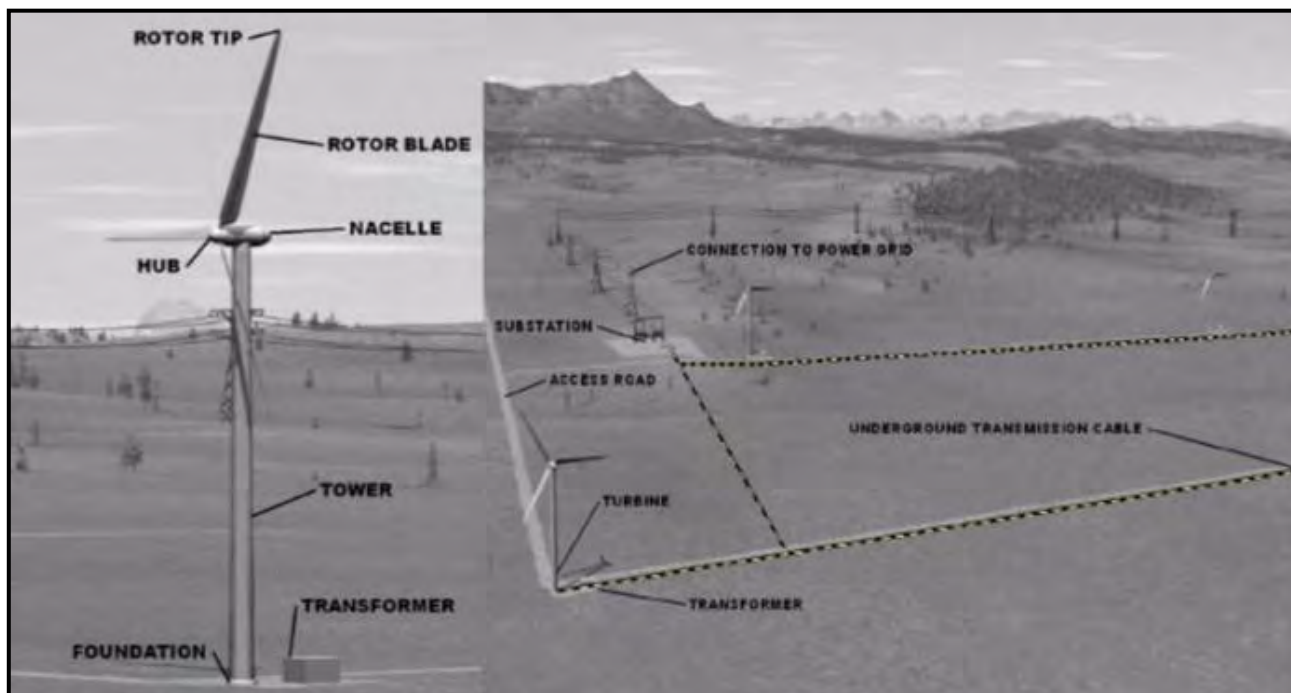 ROTOR TIP
ROTOR BLADE
NACELLE
HUB
TOWER
TRANSFORMER
FOUNDATION
CONNECTION TO POWER GRID
SUBSTATION
ACCESS ROAD
UNDERGROUND TRANSMISSION CABLE
TURBINE
TRANSFORMER